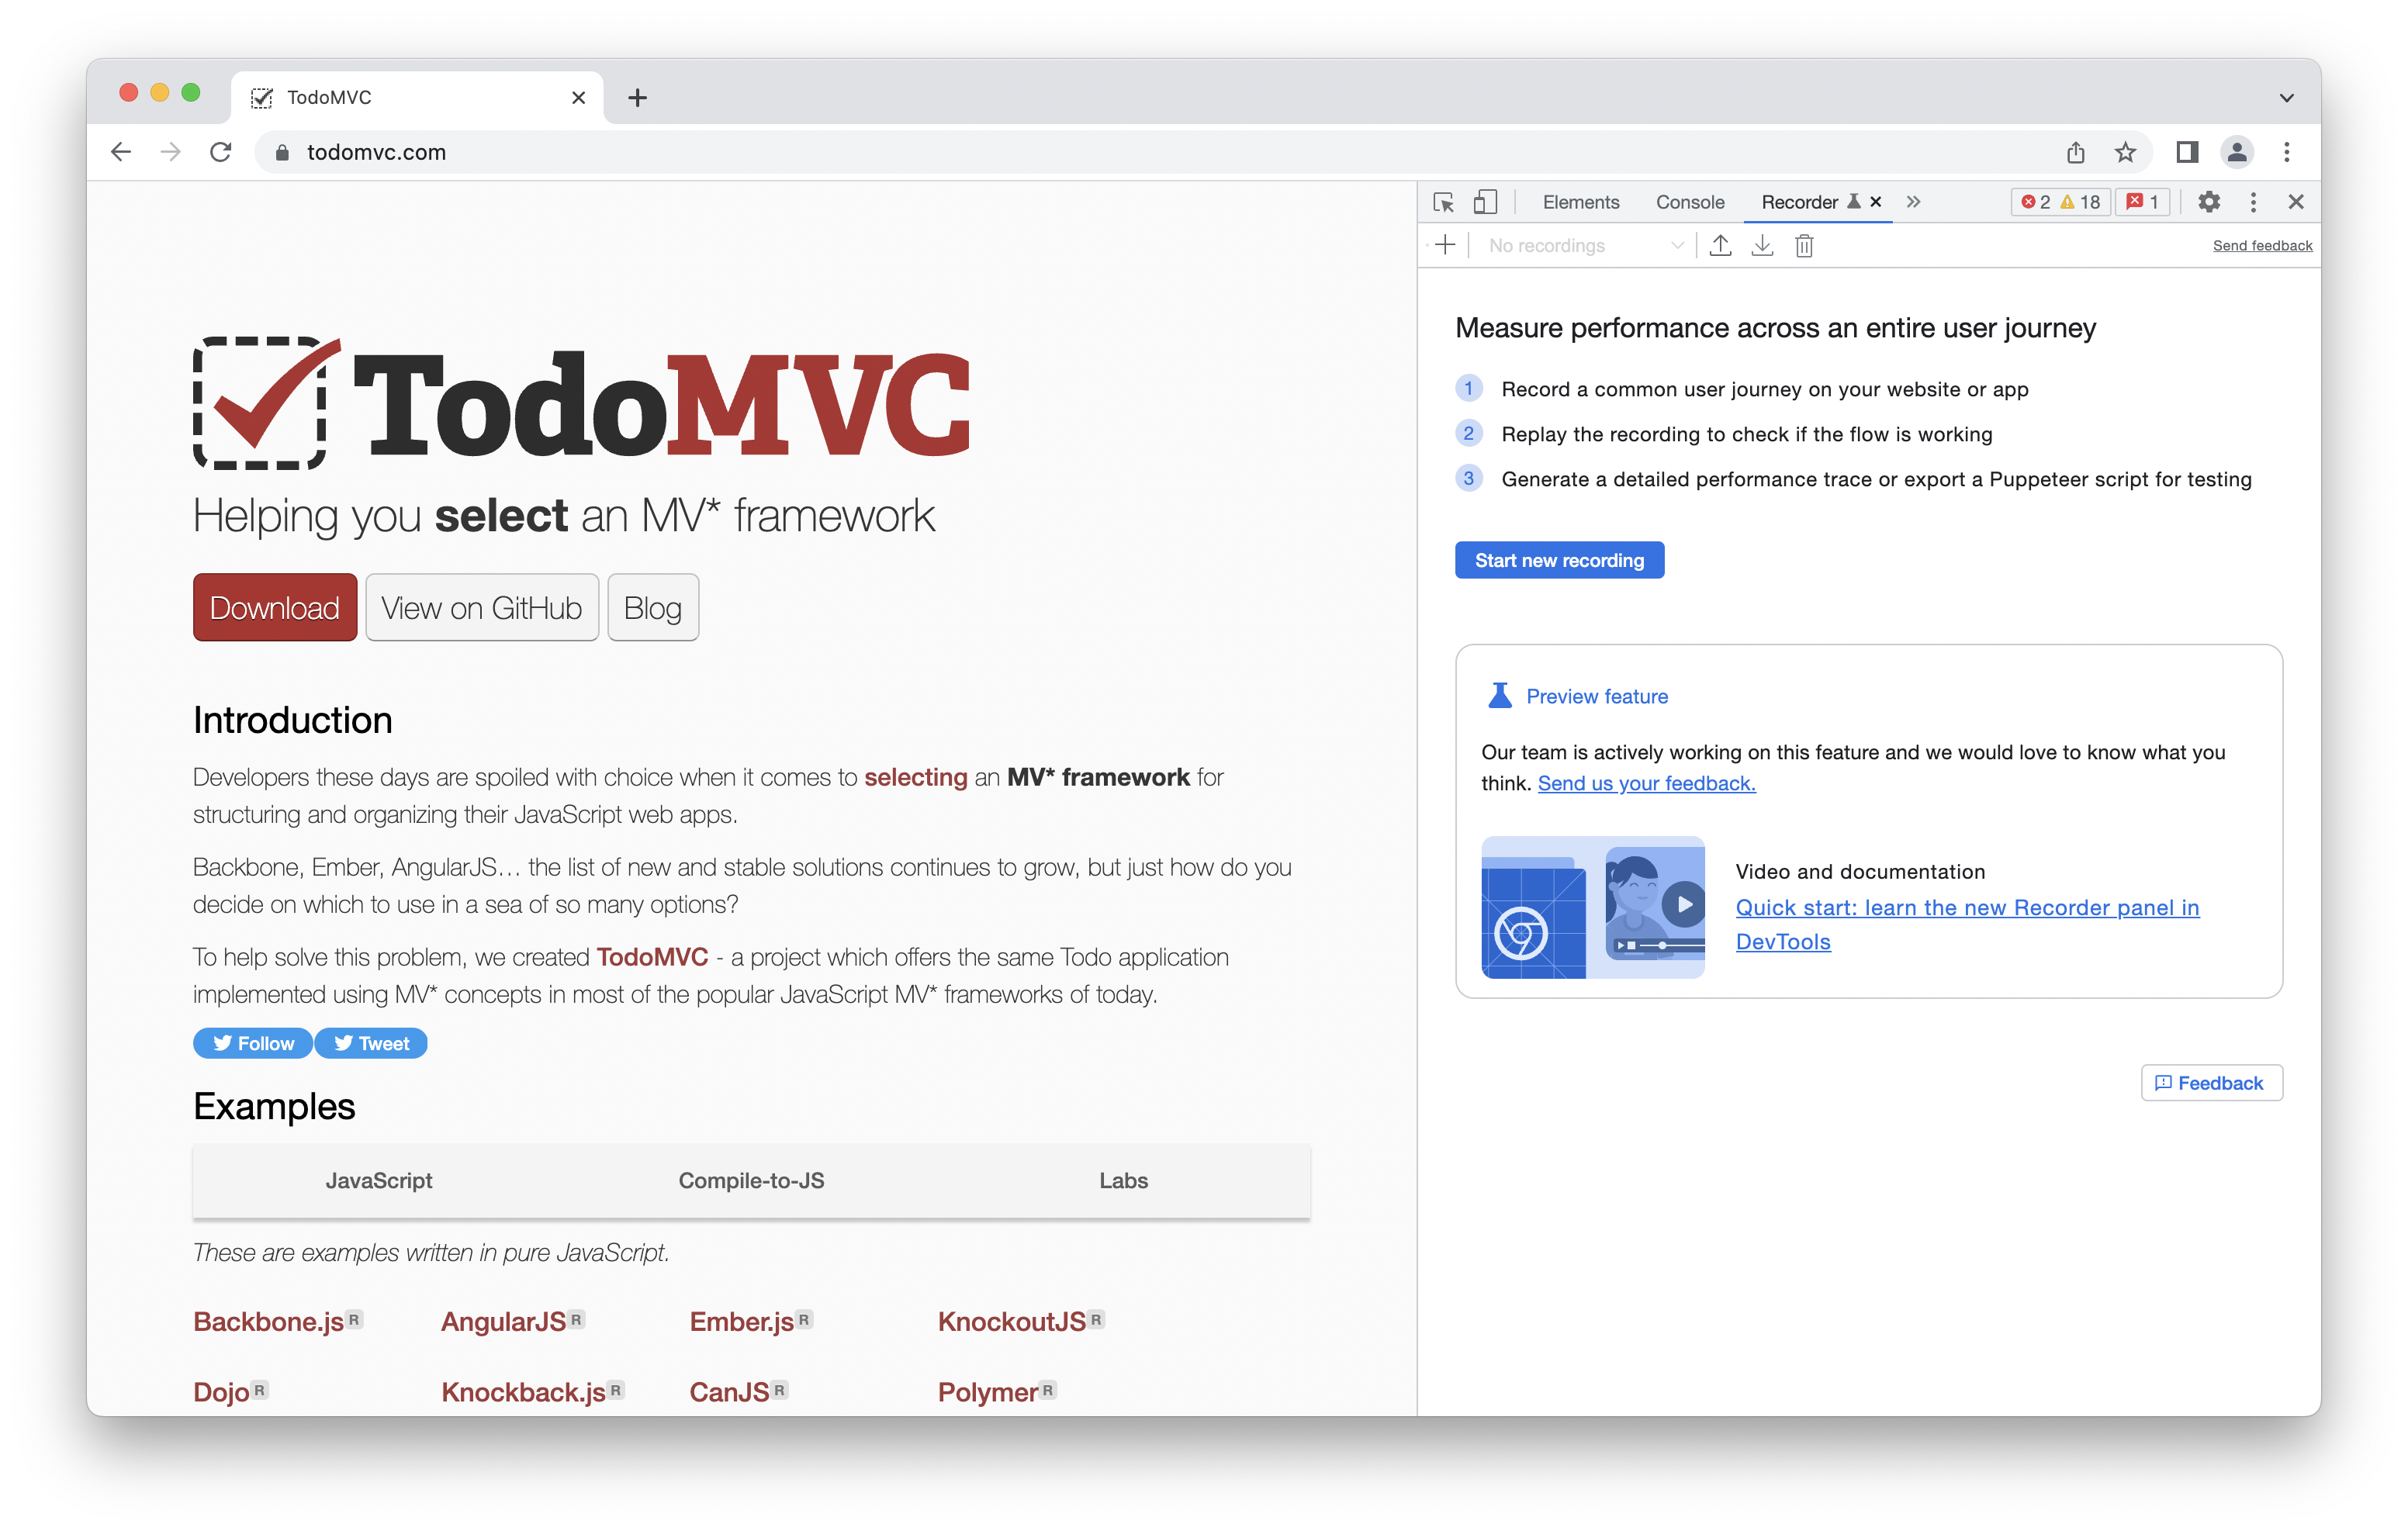 TodoMVC
todomvc.com
TodoMVC
Helping you select an MV* framework
Download View on GitHub Blog
Introduction
Developers these days are spoiled with choice when it comes to selecting an MV* framework for
structuring and organizing their JavaScript web apps.
Backbone, Ember, AngularJS… the list of new and stable solutions continues to grow, but just how do you
decide on which to use in a sea of so many options?
To help solve this problem, we created TodoMVC - a project which offers the same Todo application
implemented using MV* concepts in most of the popular JavaScript MV* frameworks of today.
Follow Tweet
Examples
JavaScript Compile-to-JS Labs
These are examples written in pure JavaScript.
Backbone.js R AngularJS R Ember.js R KnockoutJS R
Dojo R Knockback.js R CanJS R Polymer R
Elements Console Recorder 2 18 1
No recordings Send feedback
Measure performance across an entire user journey
1 Record a common user journey on your website or app
2 Replay the recording to check if the flow is working
3 Generate a detailed performance trace or export a Puppeteer script for testing
Start new recording
Preview feature
Our team is actively working on this feature and we would love to know what you
think. Send us your feedback.
Video and documentation
Quick start: learn the new Recorder panel in
DevTools
Feedback